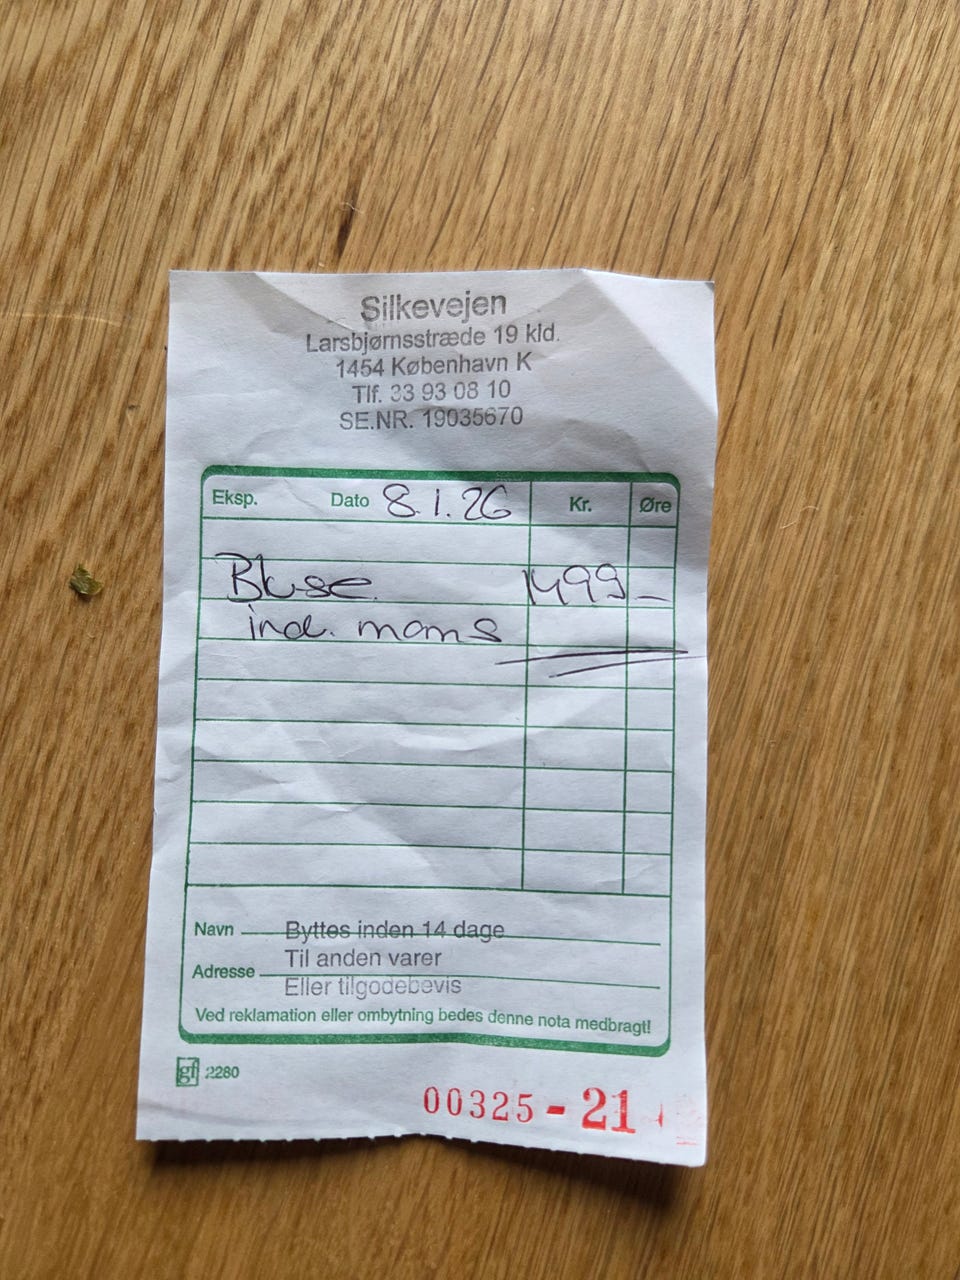 Silkevejen
Larsbjørnsstræde 19 kld.
1454 København K
Tlf. 33 93 08 10
SE.NR. 19035670
Eksp. Dato 8.1.26 Kr. Øre
Bluse 1499 -
incl. moms
Navn Byttes inden 14 dage
Til anden varer
Adresse
Eller tilgodebevis
Ved reklamation eller ombytning bedes denne nota medbragt!
gf 2280
00325 - 21